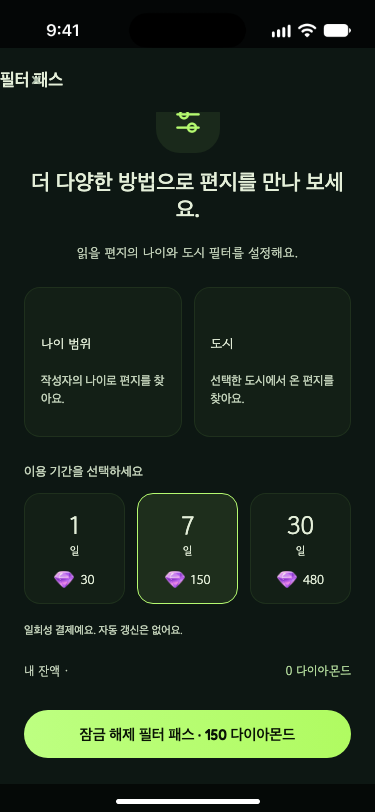 9:41
필터 패스
더 다양한 방법으로 편지를 만나 보세
요.
읽을 편지의 나이와 도시 필터를 설정해요.
나이 범위
작성자의 나이로 편지를 찾
아요.
도시
선택한 도시에서 온 편지를
찾아요.
이용 기간을 선택하세요
1
일
30
7
일
150
30
일
480
일회성 결제예요. 자동 갱신은 없어요.
내 잔액 ·
0 다이아몬드
잠금 해제 필터 패스 · 150 다이아몬드